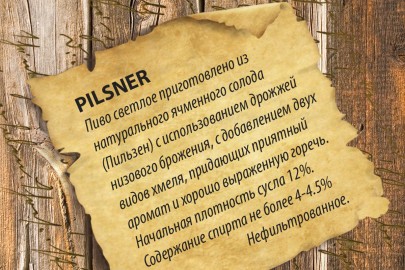 PILSNER
Пиво светлое приготовлено из
натурального ячменного солода
(Пильзен) с использованием дрожжей
низового брожения, с добавлением двух
видов хмеля, придающих приятный
аромат и хорошо выраженную горечь.
Начальная плотность сусла 12%.
Содержание спирта не более 4-4.5%
Нефильтрованное.